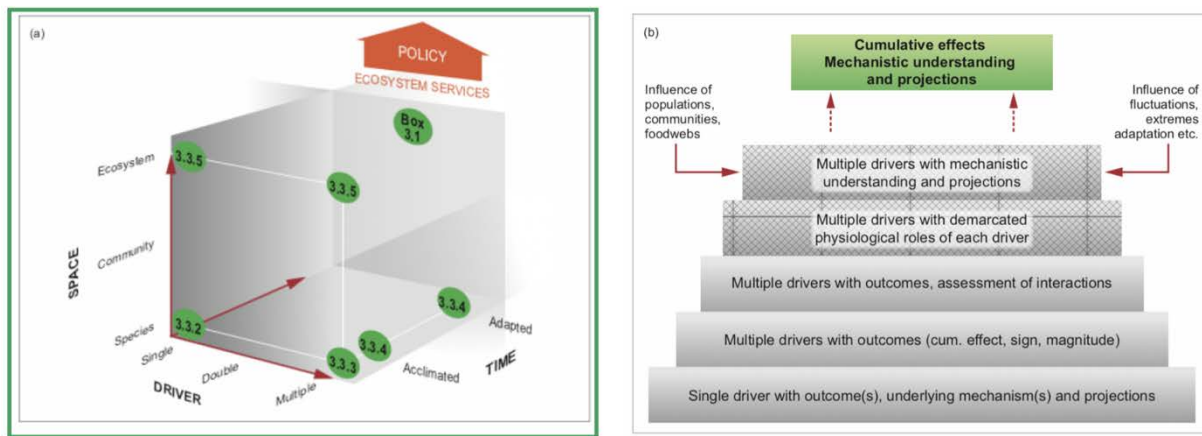 (a)
POLICY
ECOSYSTEM SERVICES
Box
3.1
Ecosystem
3.3.5
3.3.5
SPACE
Community
Species
3.3.2
3.3.4
Adapted
3.3.4
Single
3.3.3
Acclimated
TIME
Double
DRIVER
Multiple
(b)
Cumulative effects
Mechanistic understanding
and projections
Influence of
populations,
communities,
foodwebs
Influence of
fluctuations,
extremes
adaptation etc.
Multiple drivers with mechanistic
understanding and projections
Multiple drivers with demarcated
physiological roles of each driver
Multiple drivers with outcomes, assessment of interactions
Multiple drivers with outcomes (cum. effect, sign, magnitude)
Single driver with outcome(s), underlying mechanism(s) and projections